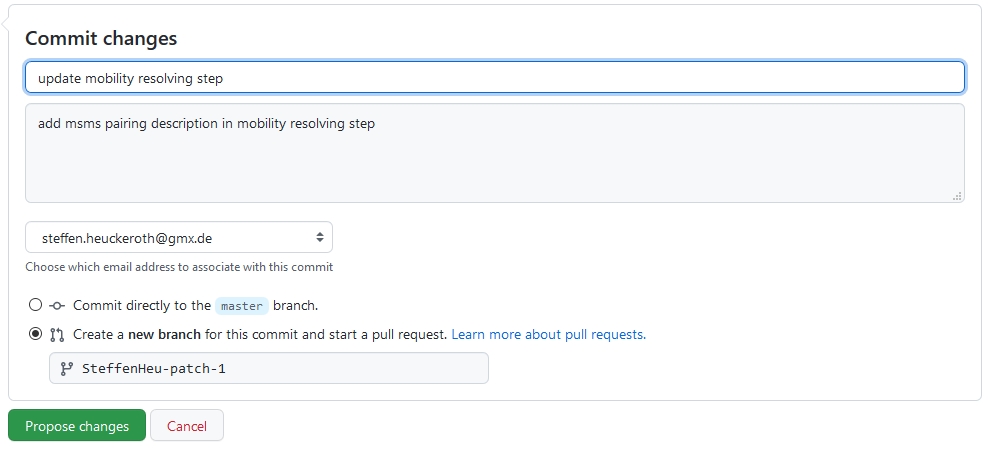 Commit changes
update mobility resolving step
add msms pairing description in mobility resolving step
steffen.heuckeroth@gmx.de
Choose which email address to associate with this commit
Commit directly to the master branch.
Create a new branch for this commit and start a pull request. Learn more about pull requests.
SteffenHeu-patch-1
Propose changes Cancel